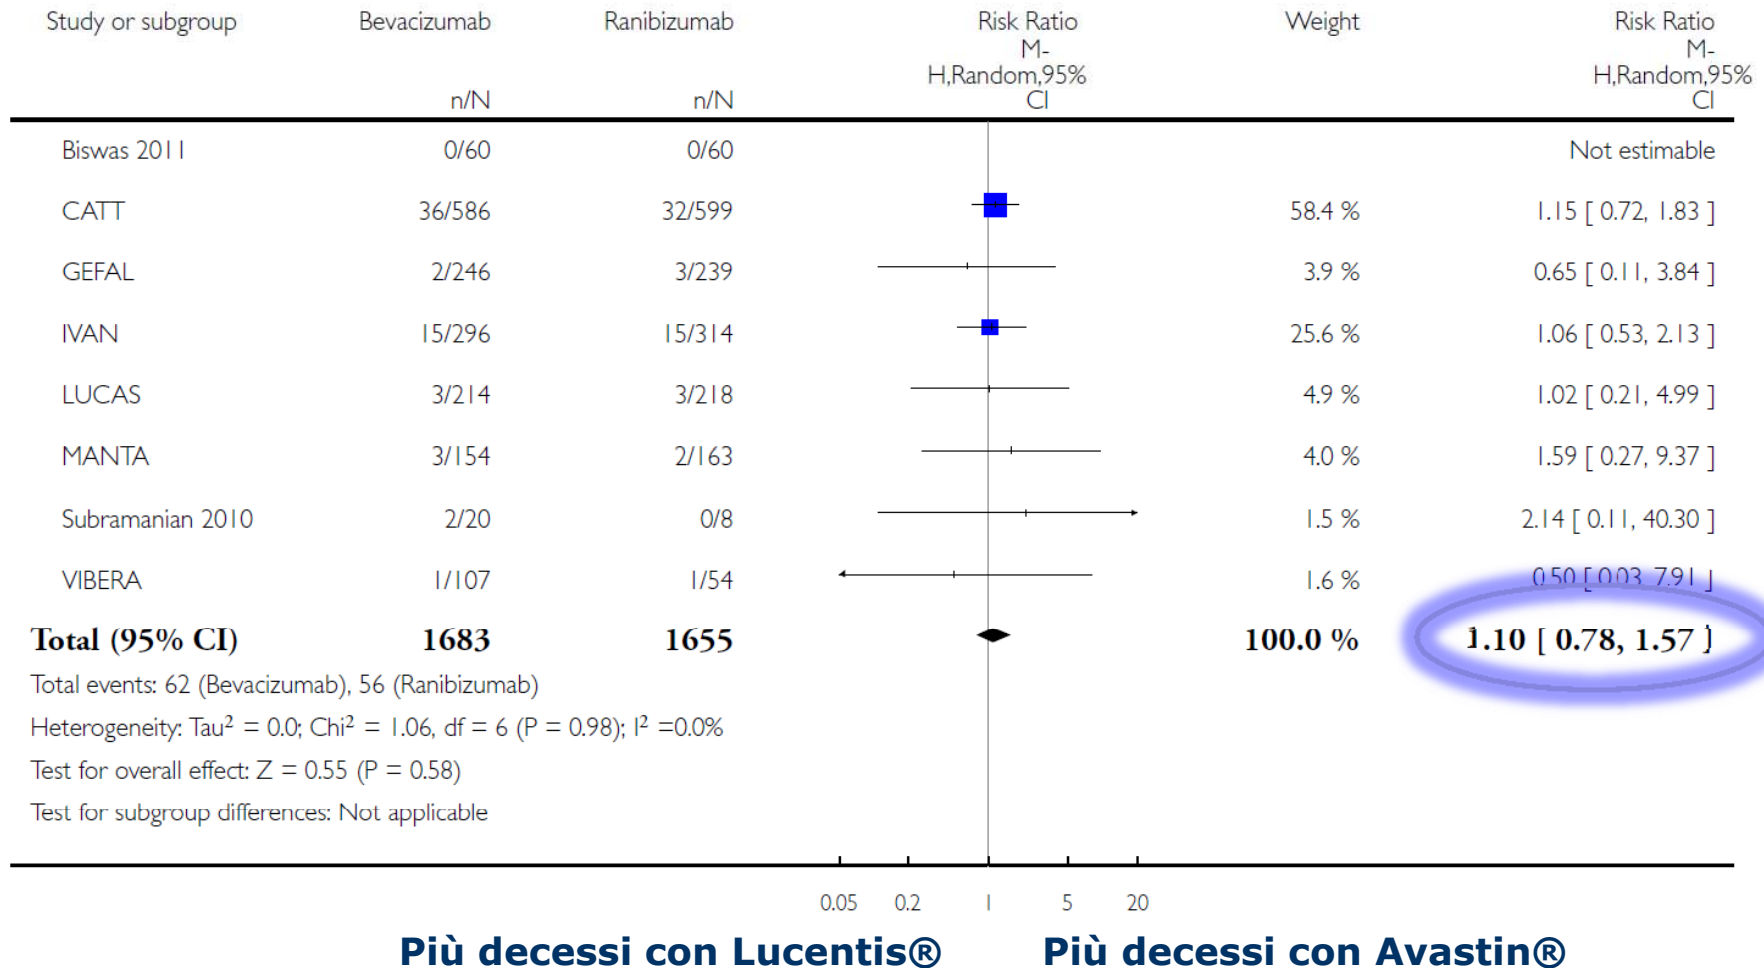 Study or subgroup Bevacizumab Ranibizumab Risk Ratio Weight Risk Ratio
M- M-
H,Random,95% H,Random,95%
n/N n/N CI CI
Biswas 2011 0/60 0/60 Not estimable
CATT 36/586 32/599 58.4 % 1.15 [ 0.72, 1.83 ]
GEFAL 2/246 3/239 3.9 % 0.65 [ 0.11, 3.84 ]
IVAN 15/296 15/314 25.6 % 1.06 [ 0.53, 2.13 ]
LUCAS 3/214 3/218 4.9 % 1.02 [ 0.21, 4.99 ]
MANTA 3/154 2/163 4.0 % 1.59 [ 0.27, 9.37 ]
Subramanian 2010 2/20 0/8 1.5 % 2.14 [ 0.11, 40.30 ]
VIBERA 1/107 1/54 1.6 % 0.50 [ 0.03, 7.91 ]
Total (95% CI) 1683 1655 100.0 % 1.10 [ 0.78, 1.57 ]
Total events: 62 (Bevacizumab), 56 (Ranibizumab)
Heterogeneity: Tau² = 0.0; Chi² = 1.06, df = 6 (P = 0.98); I² =0.0%
Test for overall effect: Z = 0.55 (P = 0.58)
Test for subgroup differences: Not applicable
0.05 0.2 1 5 20
Più decessi con Lucentis® Più decessi con Avastin®